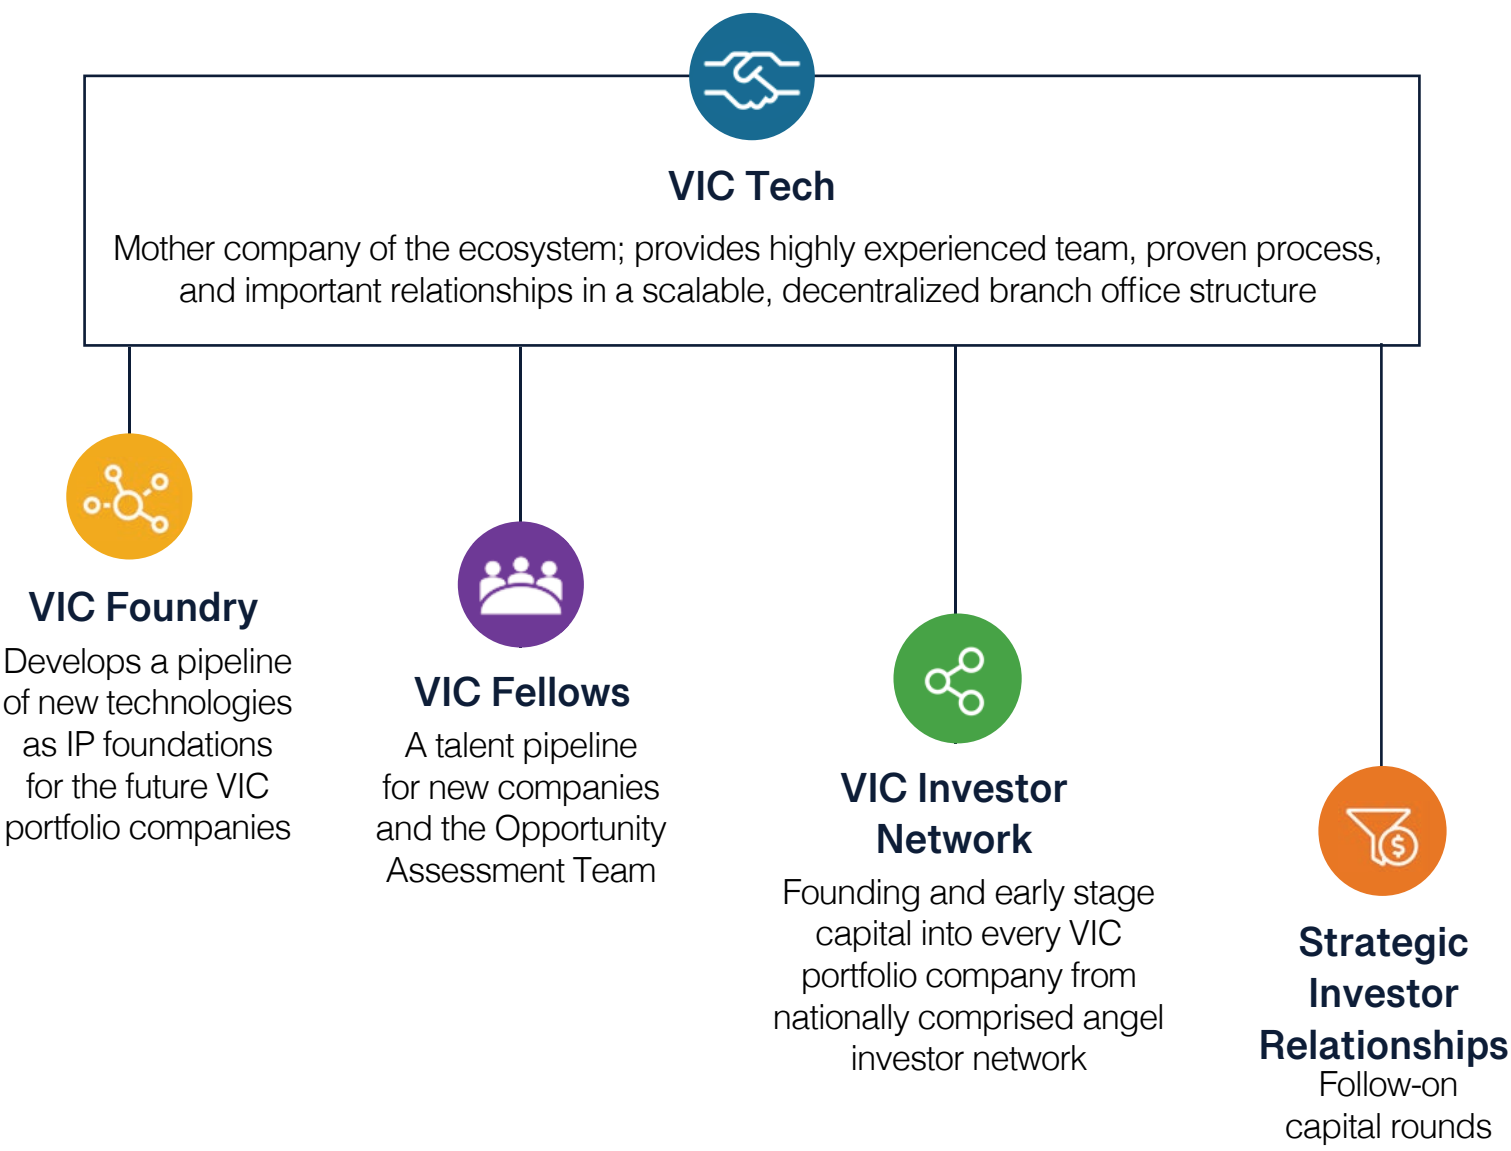 VIC Tech
Mother company of the ecosystem; provides highly experienced team, proven process,
and important relationships in a scalable, decentralized branch office structure
VIC Foundry
Develops a pipeline
of new technologies
as IP foundations
for the future VIC
portfolio companies
VIC Fellows
A talent pipeline
for new companies
and the Opportunity
Assessment Team
VIC Investor
Network
Founding and early stage
capital into every VIC
portfolio company from
nationally comprised angel
investor network
$
Strategic
Investor
Relationships
Follow-on
capital rounds